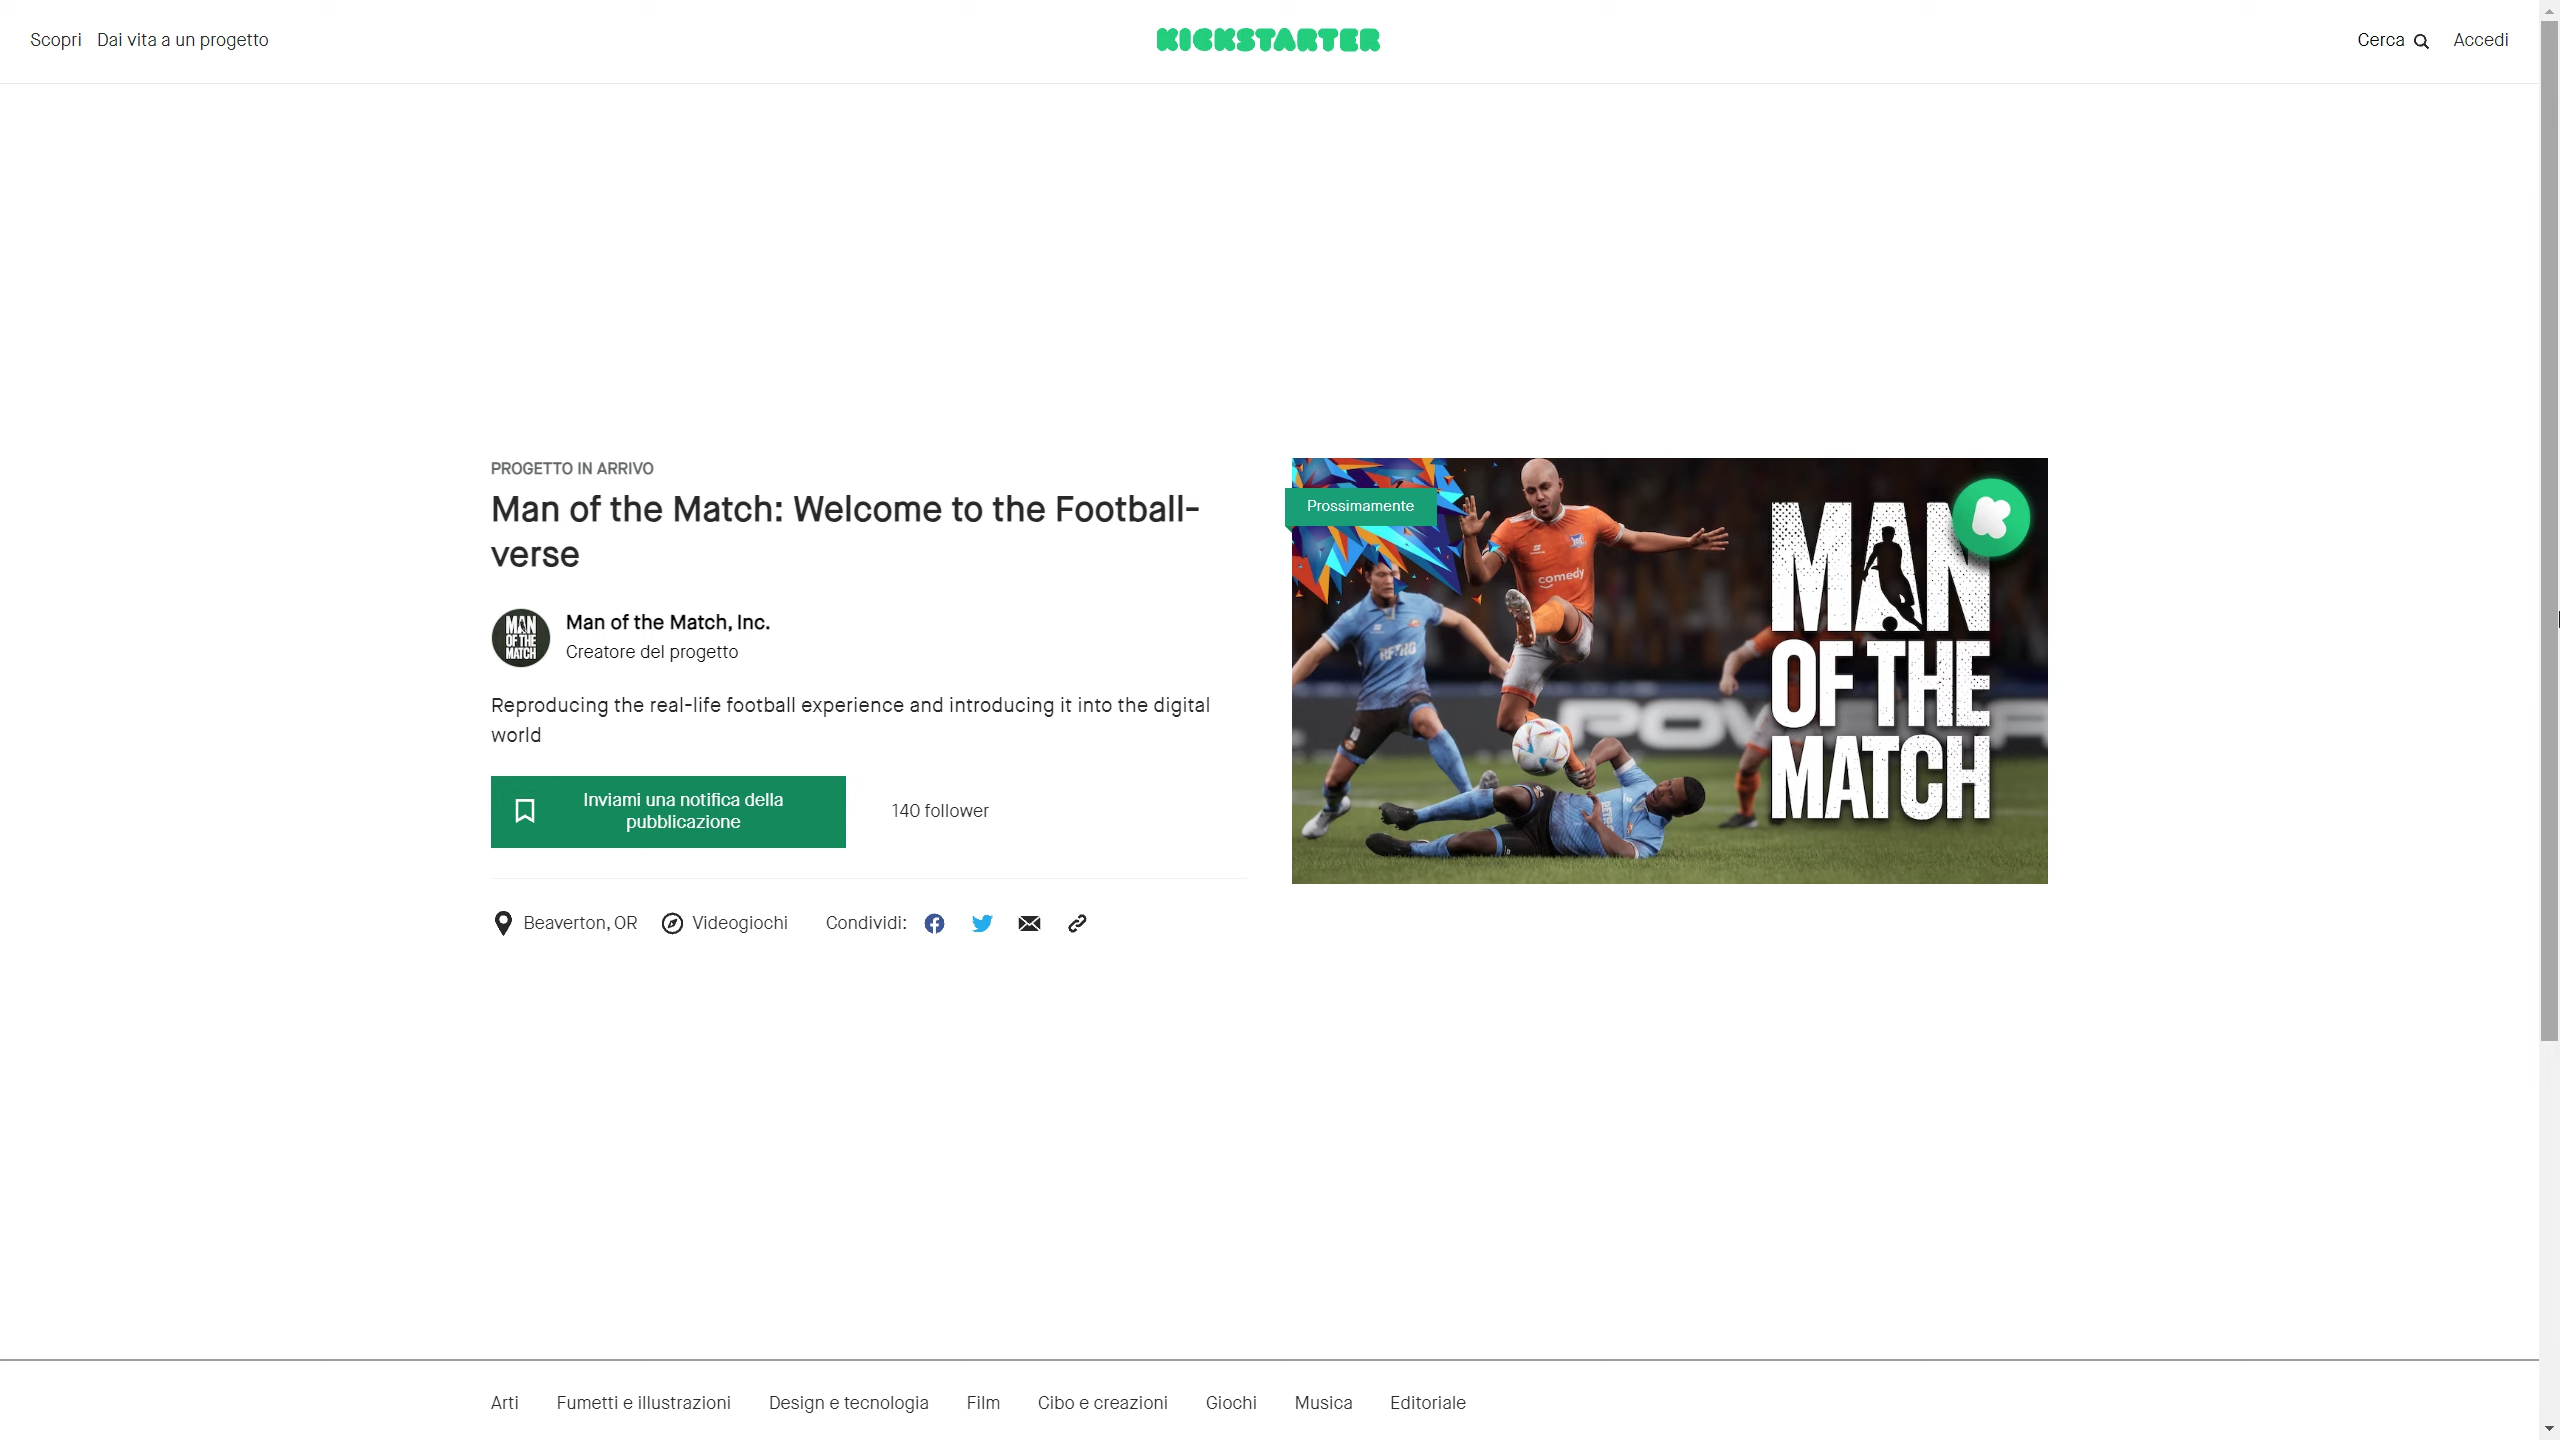 Scopri Dai vita a un progetto
KICKSTARTER
Cerca Accedi
PROGETTO IN ARRIVO
Man of the Match: Welcome to the Football-
verse
MAN
OF THE
MATCH
Man of the Match, Inc.
Creatore del progetto
Reproducing the real-life football experience and introducing it into the digital
world
Inviami una notifica della
pubblicazione
140 follower
Beaverton, OR Videogiochi Condividi:
Prossimamente
comedy
RETRO
MAN
OF THE
MATCH
Arti Fumetti e illustrazioni Design e tecnologia Film Cibo e creazioni Giochi Musica Editoriale